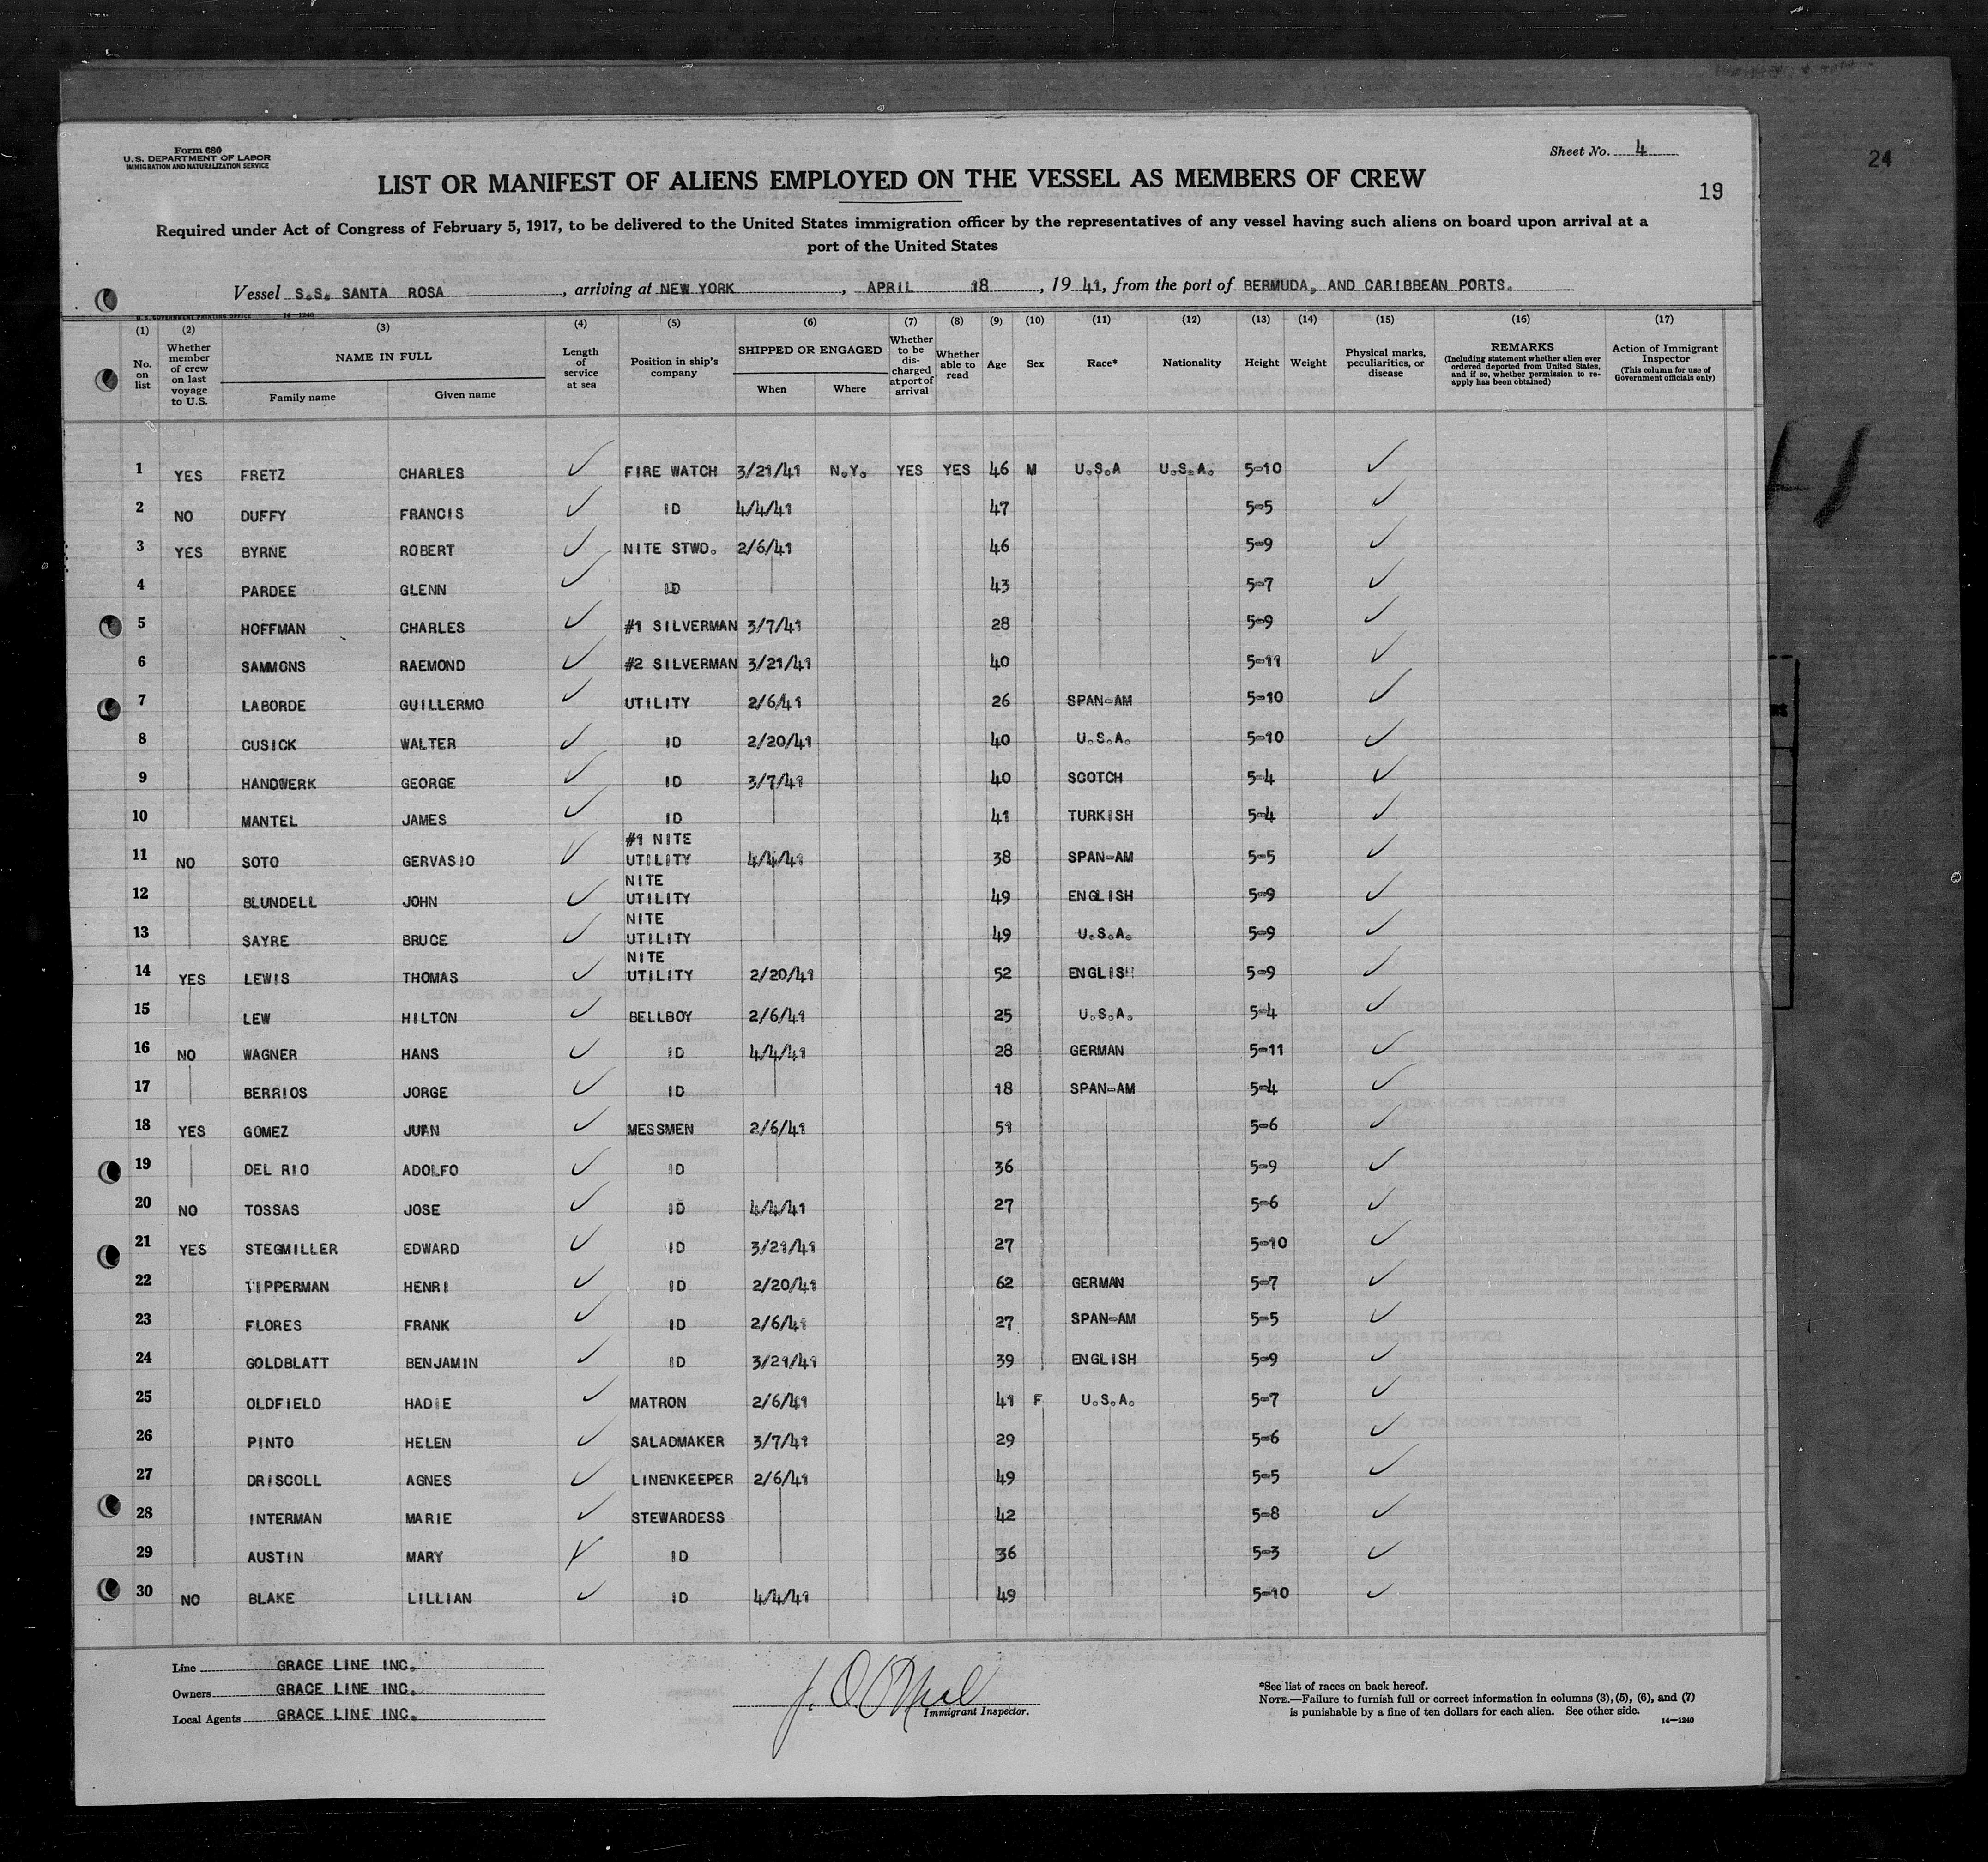 24
Form 680
U.S. DEPARTMENT OF LABOR
IMMIGRATION AND NATURALIZATION SERVICE
Sheet No. 4
LIST OR MANIFEST OF ALIENS EMPLOYED ON THE VESSEL AS MEMBERS OF CREW
19
Required under Act of Congress of February 5, 1917, to be delivered to the United States immigration officer by the representatives of any vessel having such aliens on board upon arrival at a
port of the United States
Vessel S.S. SANTA ROSA, arriving at NEW YORK, APRIL 18, 19 41, from the port of BERMUDA, AND CARIBBEAN PORTS.
U. S. GOVERNMENT PRINTING OFFICE 14—1240
(1) (2) (3) (4) (5) (6) (7) (8) (9) (10) (11) (12) (13) (14) (15) (16) (17)
No. on list
Whether member of crew on last voyage to U.S.
NAME IN FULL
Family name
Given name
Length of service at sea
Position in ship's company
SHIPPED OR ENGAGED
When
Where
Whether to be discharged at port of arrival
Whether able to read
Age
Sex
Race*
Nationality
Height
Weight
Physical marks, peculiarities, or disease
REMARKS
(Including statement whether alien ever ordered deported from United States, and if so, whether permission to re-apply has been obtained)
Action of Immigrant Inspector
(This column for use of Government officials only)
1 YES FRETZ CHARLES ✓ FIRE WATCH 3/21/41 N.Y. YES YES 46 M U.S.A U.S.A. 5-10 ✓
2 NO DUFFY FRANCIS ✓ ID 4/4/41 47 5-5 ✓
3 YES BYRNE ROBERT ✓ NITE STWD. 2/6/41 46 5-9 ✓
4 PARDEE GLENN ✓ ID 43 5-7 ✓
5 HOFFMAN CHARLES ✓ #1 SILVERMAN 3/7/41 28 5-9 ✓
6 SAMMONS RAEMOND ✓ #2 SILVERMAN 3/21/41 40 5-11 ✓
7 LABORDE GUILLERMO ✓ UTILITY 2/6/41 26 SPAN-AM 5-10 ✓
8 CUSICK WALTER ✓ ID 2/20/41 40 U.S.A. 5-10 ✓
9 HANDWERK GEORGE ✓ ID 3/7/41 40 SCOTCH 5-4 ✓
10 MANTEL JAMES ✓ ID 41 TURKISH 5-4 ✓
11 NO SOTO GERVASIO ✓ #1 NITE UTILITY 4/4/41 38 SPAN-AM 5-5 ✓
12 BLUNDELL JOHN ✓ NITE UTILITY 49 ENGLISH 5-9 ✓
13 SAYRE BRUCE ✓ NITE UTILITY 49 U.S.A. 5-9 ✓
14 YES LEWIS THOMAS ✓ NITE UTILITY 2/20/41 52 ENGLISH 5-9 ✓
15 LEW HILTON ✓ BELLBOY 2/6/41 25 U.S.A. 5-4 ✓
16 NO WAGNER HANS ✓ ID 4/4/41 28 GERMAN 5-11 ✓
17 BERRIOS JORGE ✓ ID 18 SPAN-AM 5-4 ✓
18 YES GOMEZ JUAN ✓ MESSMEN 2/6/41 51 5-6 ✓
19 DEL RIO ADOLFO ✓ ID 36 5-9 ✓
20 NO TOSSAS JOSE ✓ ID 4/4/41 27 5-6 ✓
21 YES STEGMILLER EDWARD ✓ ID 3/21/41 27 5-10 ✓
22 TIPPERMAN HENRI ✓ ID 2/20/41 62 GERMAN 5-7 ✓
23 FLORES FRANK ✓ ID 2/6/41 27 SPAN-AM 5-5 ✓
24 GOLDBLATT BENJAMIN ✓ ID 3/21/41 39 ENGLISH 5-9 ✓
25 OLDFIELD HADIE ✓ MATRON 2/6/41 41 F U.S.A. 5-7 ✓
26 PINTO HELEN ✓ SALADMAKER 3/7/41 29 5-6 ✓
27 DRISCOLL AGNES ✓ LINENKEEPER 2/6/41 49 5-5 ✓
28 INTERMAN MARIE ✓ STEWARDESS 42 5-8 ✓
29 AUSTIN MARY ✓ ID 36 5-3 ✓
30 NO BLAKE LILLIAN ✓ ID 4/4/41 49 5-10 ✓
Line GRACE LINE INC.
Owners GRACE LINE INC.
Local Agents GRACE LINE INC.
Immigrant Inspector.
*See list of races on back hereof.
NOTE.—Failure to furnish full or correct information in columns (3), (5), (6), and (7)
is punishable by a fine of ten dollars for each alien. See other side.
14—1240